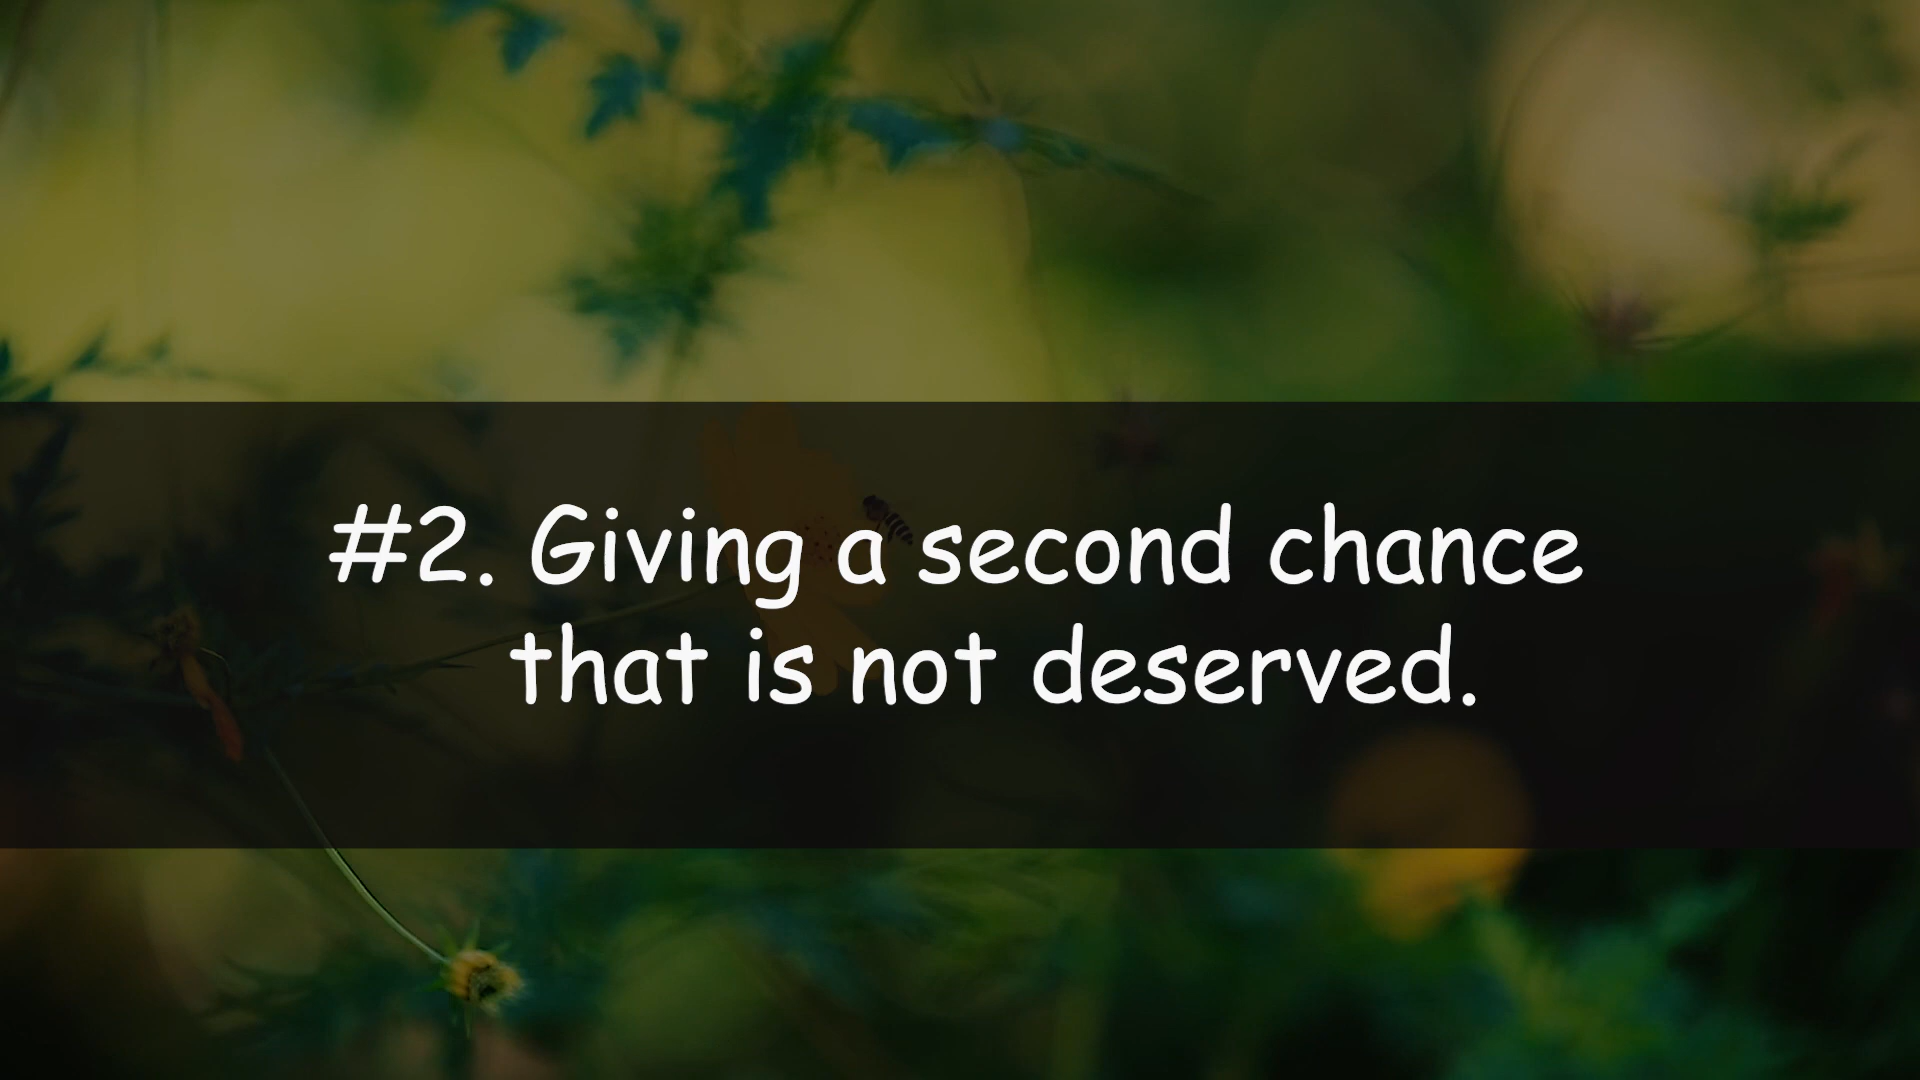 #2. Giving a second chance
that is not deserved.